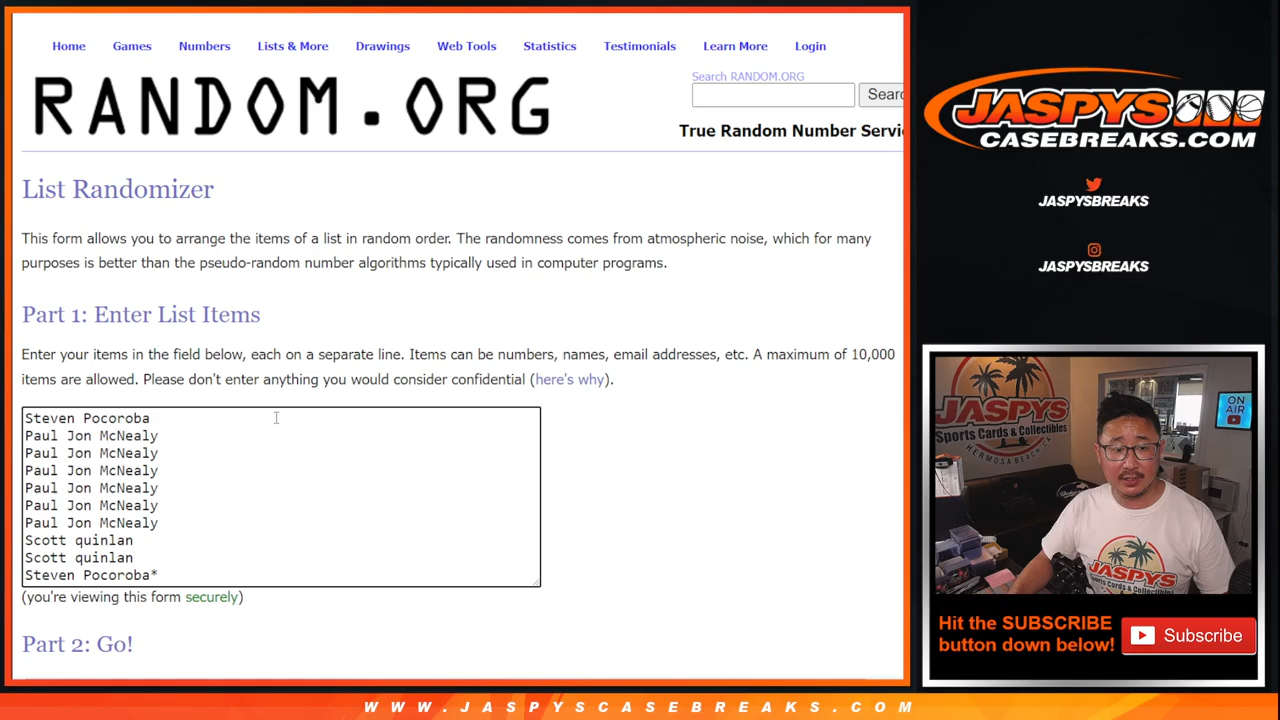 Home Games Numbers Lists & More Drawings Web Tools Statistics Testimonials Learn More Login
RANDOM.ORG
Search RANDOM.ORG
Searc
True Random Number Servi
List Randomizer
This form allows you to arrange the items of a list in random order. The randomness comes from atmospheric noise, which for many
purposes is better than the pseudo-random number algorithms typically used in computer programs.
Part 1: Enter List Items
Enter your items in the field below, each on a separate line. Items can be numbers, names, email addresses, etc. A maximum of 10,000
items are allowed. Please don't enter anything you would consider confidential (here's why).
Steven Pocoroba
Paul Jon McNealy
Paul Jon McNealy
Paul Jon McNealy
Paul Jon McNealy
Paul Jon McNealy
Paul Jon McNealy
Scott quinlan
Scott quinlan
Steven Pocoroba*
(you're viewing this form securely)
Part 2: Go!
JASPYS
CASEBREAKS.COM
JASPYSBREAKS
JASPYSBREAKS
JASPYS
Sports Cards & Collectibles
HERMOSA BEACH CA
ON
AIR
JASPYS
Hit the SUBSCRIBE
button down below!
Subscribe
WWW.JASPYSCASEBREAKS.COM